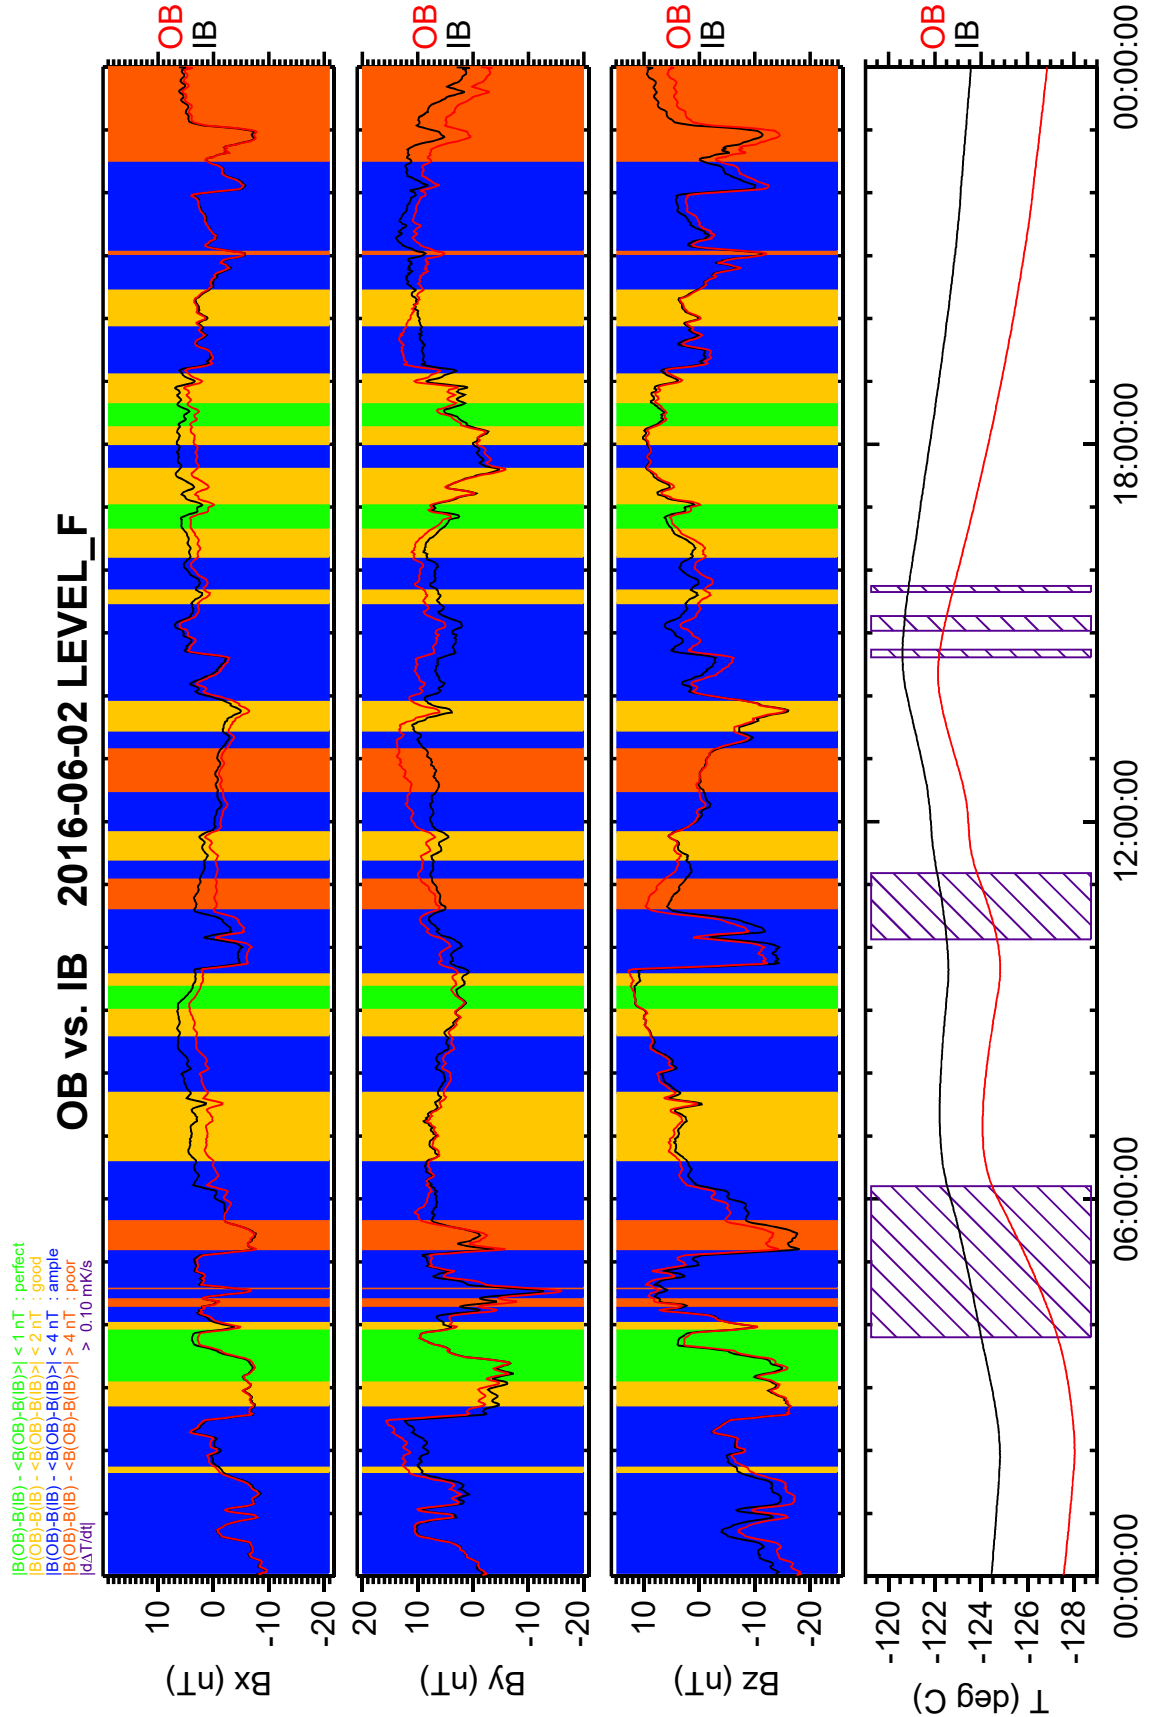 OB vs. IB 2016-06-02 LEVEL_F
|B(OB)-B(IB) - <B(OB)-B(IB)>| < 1 nT : perfect
|B(OB)-B(IB) - <B(OB)-B(IB)>| < 2 nT : good
|B(OB)-B(IB) - <B(OB)-B(IB)>| < 4 nT : ample
|B(OB)-B(IB) - <B(OB)-B(IB)>| > 4 nT : poor
|dΔT/dt| > 0.10 mK/s
Bx (nT)
10
0
-10
-20
OB
IB
By (nT)
20
10
0
-10
-20
OB
IB
Bz (nT)
10
0
-10
-20
OB
IB
T (deg C)
-120
-122
-124
-126
-128
OB
IB
00:00:00 06:00:00 12:00:00 18:00:00 00:00:00